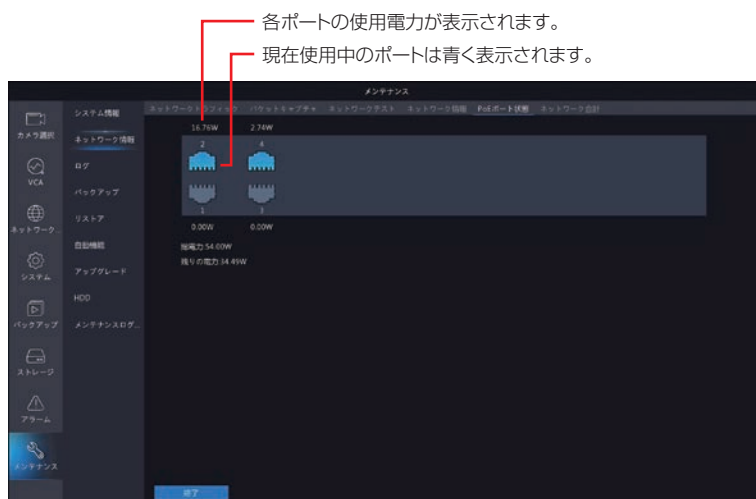 各ポートの使用電力が表示されます。
現在使用中のポートは青く表示されます。
メンテナンス
カメラ選択
VCA
ネットワーク...
システム
バックアップ
ストレージ
アラーム
メンテナンス
システム情報
ネットワーク情報
ログ
バックアップ
リストア
自動機能
アップグレード
HDD
メンテナンスログ...
ネットワークトラフィック パケットキャプチャ ネットワークテスト ネットワーク情報 PoEポート状態 ネットワーク合計
16.76W 2.74W
2 4
1 3
0.00W 0.00W
総電力:54.00W
残りの電力:34.49W
終了